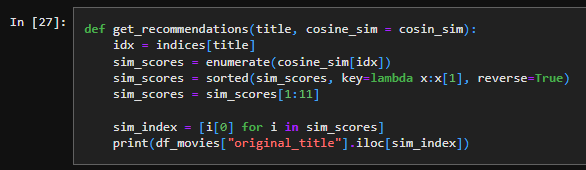 In [27]:
def get_recommendations(title, cosine_sim = cosin_sim):
    idx = indices[title]
    sim_scores = enumerate(cosine_sim[idx])
    sim_scores = sorted(sim_scores, key=lambda x:x[1], reverse=True)
    sim_scores = sim_scores[1:11]

    sim_index = [i[0] for i in sim_scores]
    print(df_movies["original_title"].iloc[sim_index])